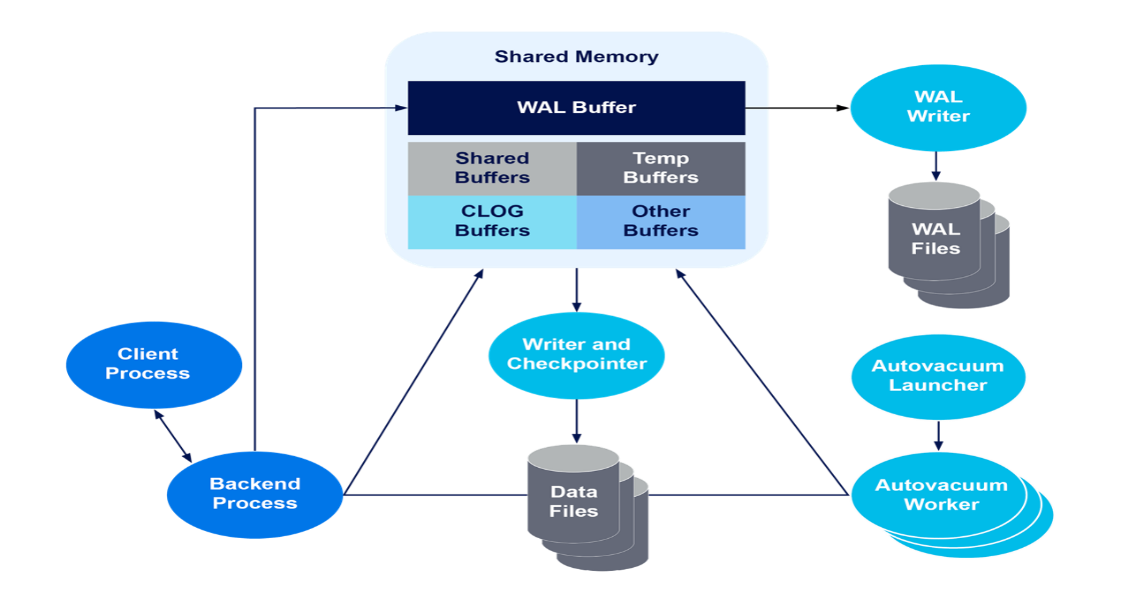 Shared Memory
WAL Buffer
Shared
Buffers
Temp
Buffers
CLOG
Buffers
Other
Buffers
WAL
Writer
WAL
Files
Client
Process
Writer and
Checkpointer
Autovacuum
Launcher
Backend
Process
Data
Files
Autovacuum
Worker